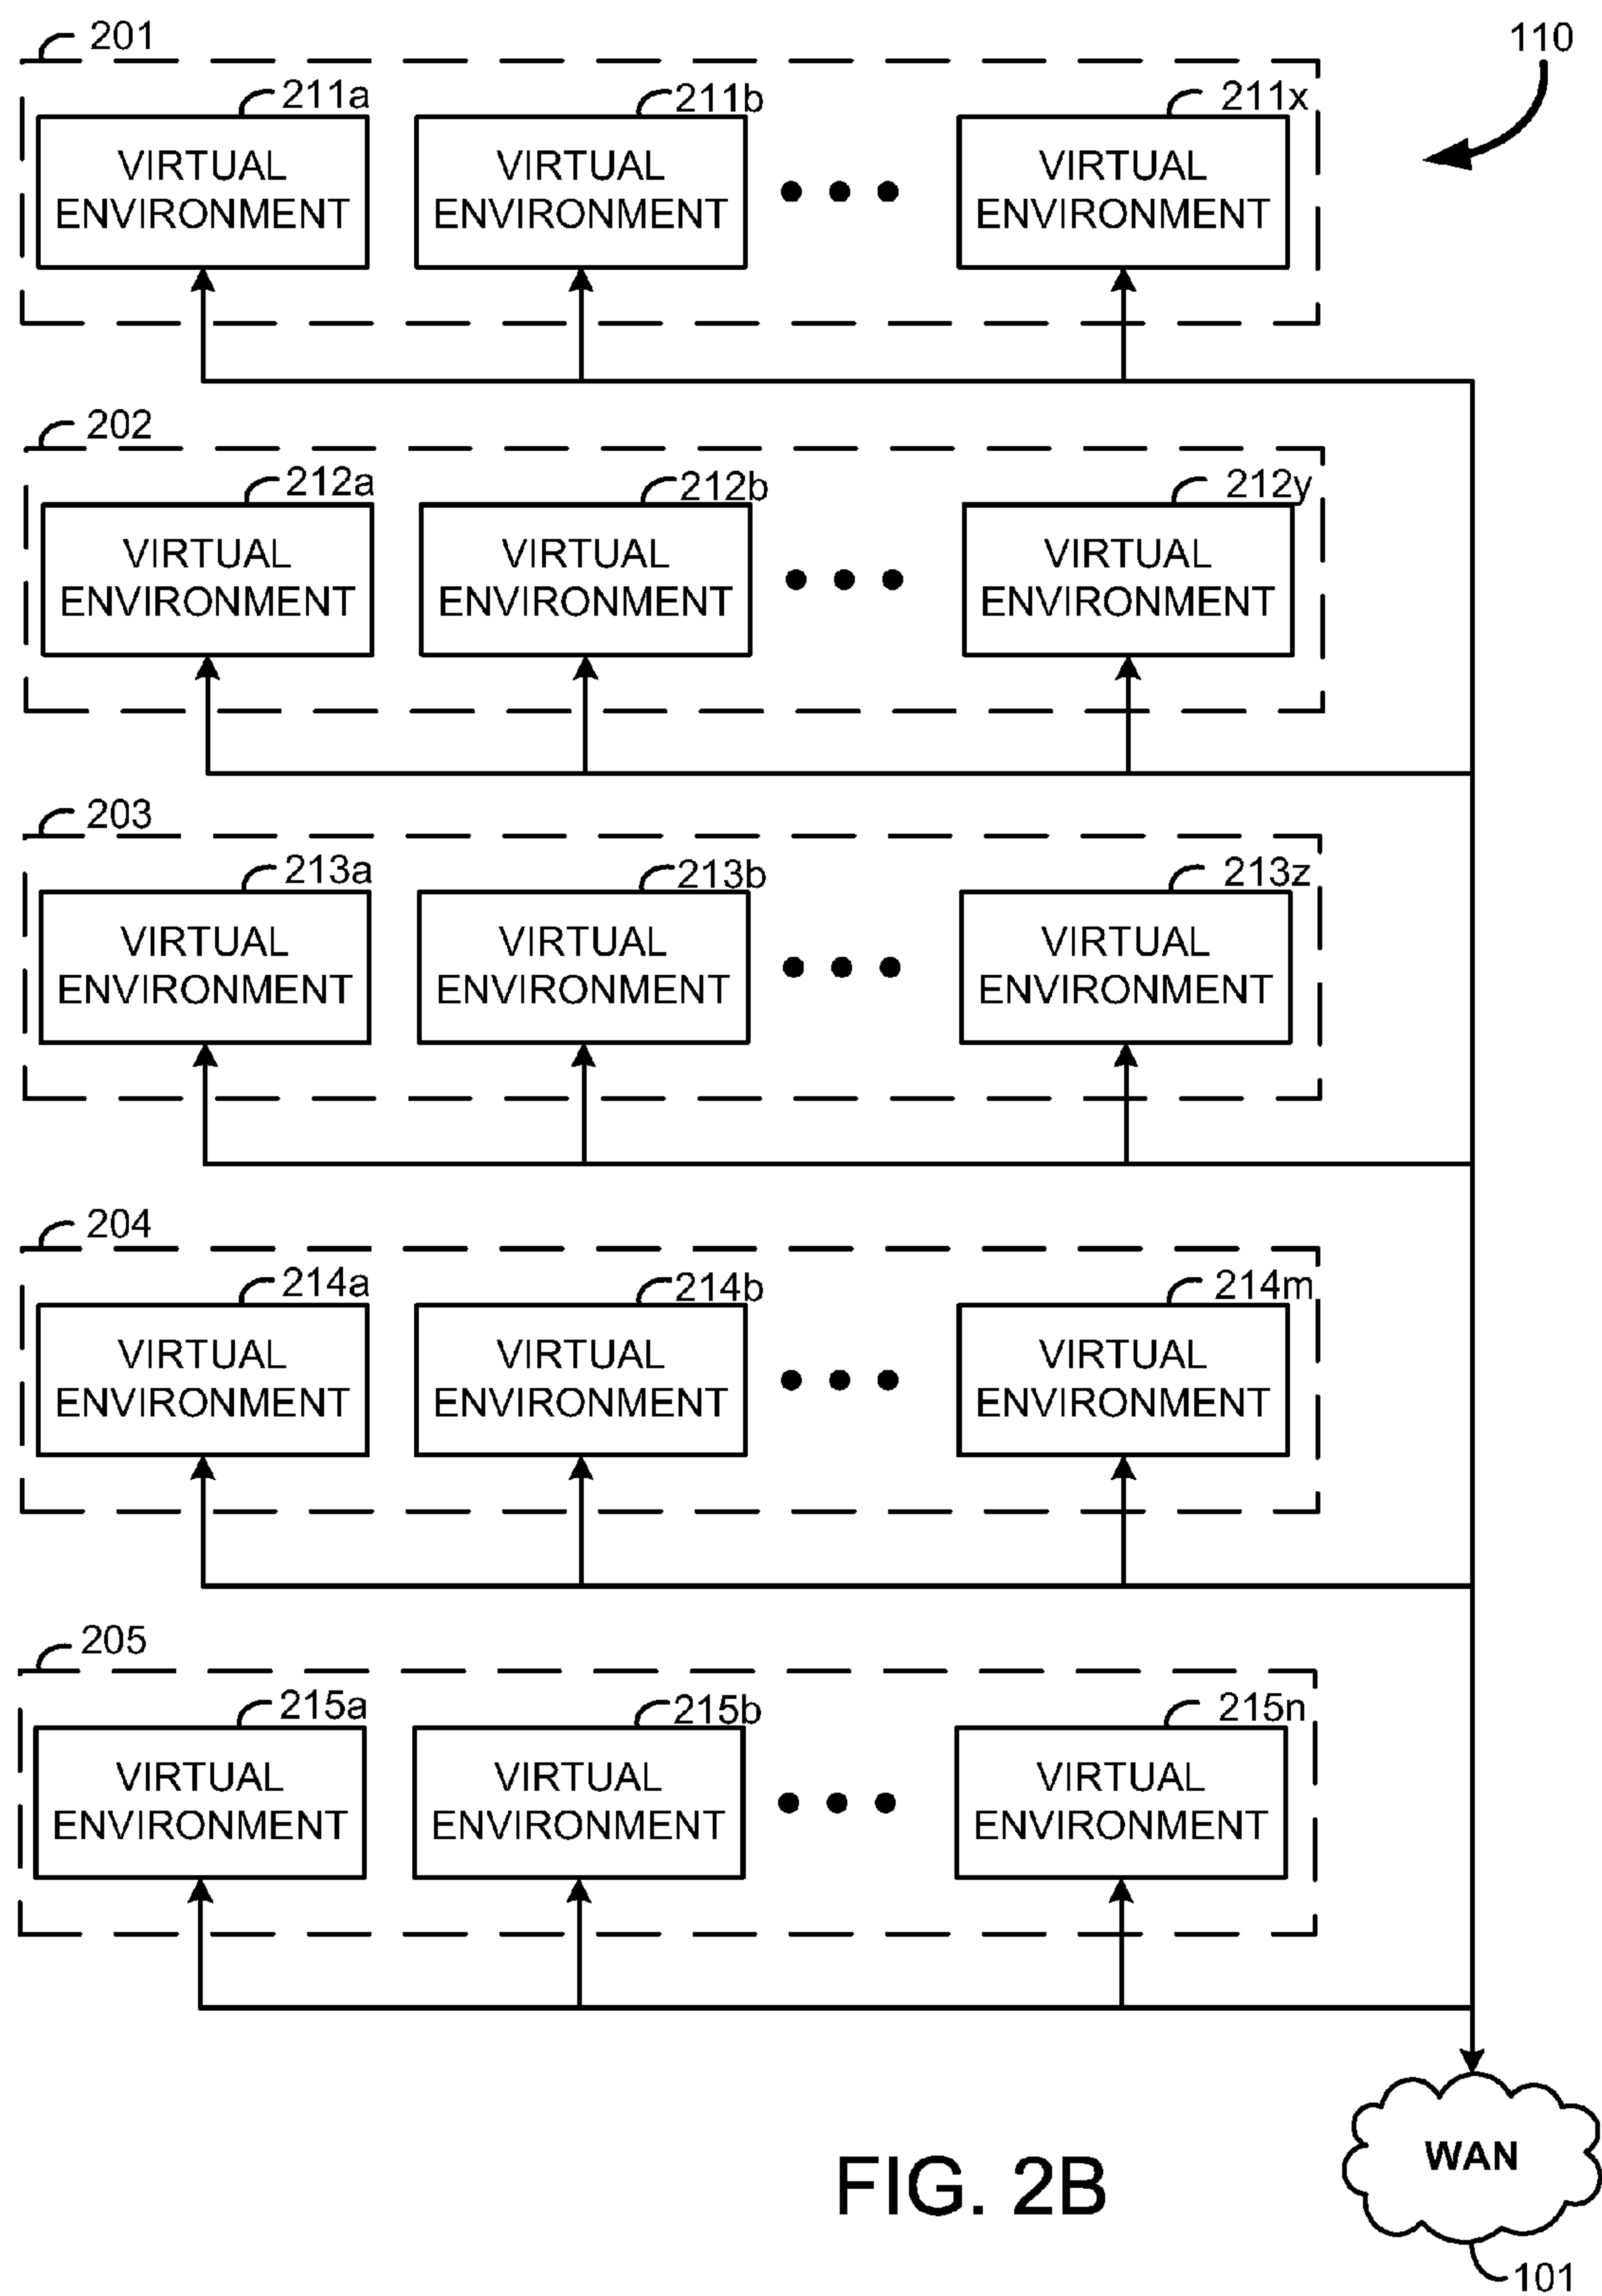 201
110
211a
211b
211x
VIRTUAL
ENVIRONMENT
VIRTUAL
ENVIRONMENT
VIRTUAL
ENVIRONMENT
202
212a
212b
212y
VIRTUAL
ENVIRONMENT
VIRTUAL
ENVIRONMENT
VIRTUAL
ENVIRONMENT
203
213a
213b
213z
VIRTUAL
ENVIRONMENT
VIRTUAL
ENVIRONMENT
VIRTUAL
ENVIRONMENT
204
214a
214b
214m
VIRTUAL
ENVIRONMENT
VIRTUAL
ENVIRONMENT
VIRTUAL
ENVIRONMENT
205
215a
215b
215n
VIRTUAL
ENVIRONMENT
VIRTUAL
ENVIRONMENT
VIRTUAL
ENVIRONMENT
WAN
FIG. 2B
101